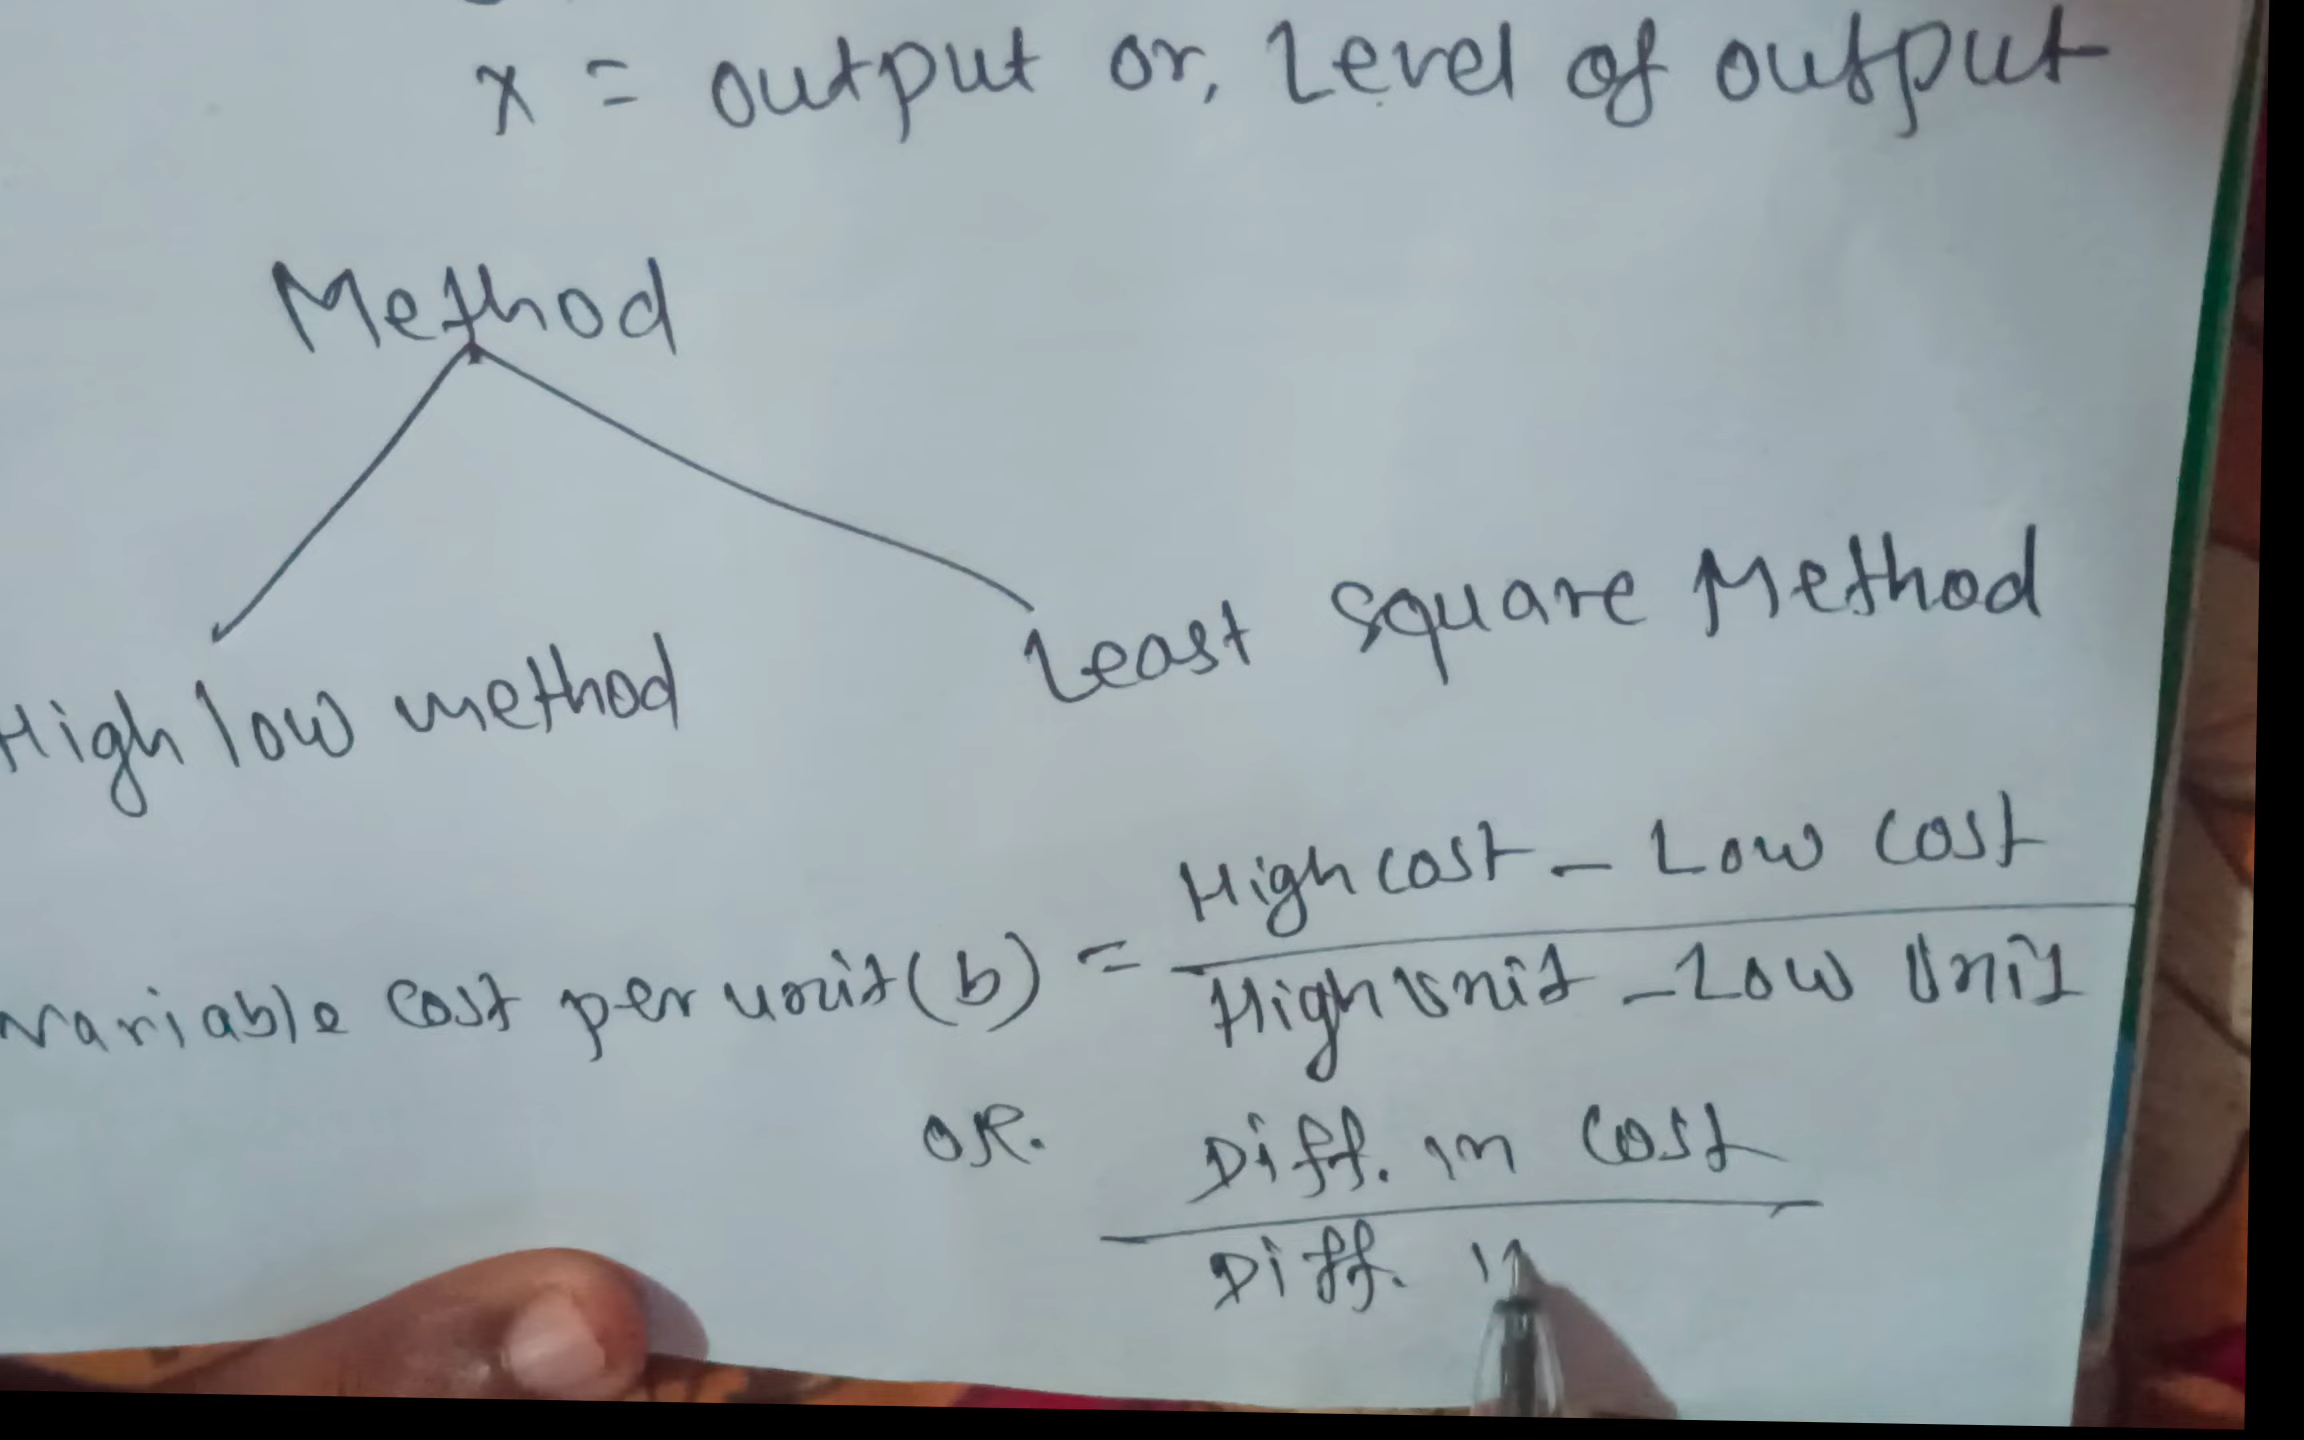 x = output or, Level of output
Method
High low method
Least square Method
Variable cost per unit (b) = High cost - Low cost
High Unit - Low Unit
OR.
Diff. in cost
Diff. in